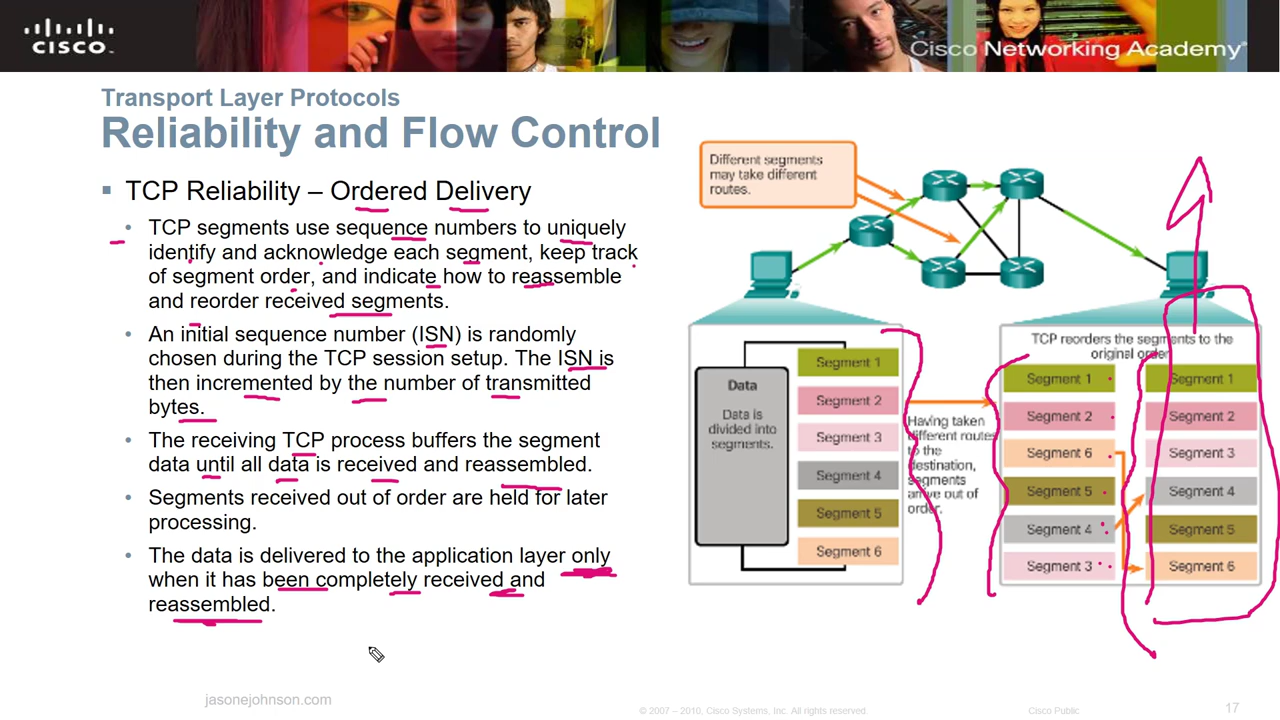 CISCO
Cisco Networking Academy
Transport Layer Protocols
Reliability and Flow Control
TCP Reliability – Ordered Delivery
TCP segments use sequence numbers to uniquely
identify and acknowledge each segment, keep track
of segment order, and indicate how to reassemble
and reorder received segments.
An initial sequence number (ISN) is randomly
chosen during the TCP session setup. The ISN is
then incremented by the number of transmitted
bytes.
The receiving TCP process buffers the segment
data until all data is received and reassembled.
Segments received out of order are held for later
processing.
The data is delivered to the application layer only
when it has been completely received and
reassembled.
Different segments
may take different
routes.
Data
Data is
divided into
segments.
Segment 1
Segment 2
Segment 3
Segment 4
Segment 5
Segment 6
Having taken
different routes
to the
destination,
segments
arrive out of
order.
TCP reorders the segments to the
original order.
Segment 1
Segment 2
Segment 6
Segment 5
Segment 4
Segment 3
Segment 1
Segment 2
Segment 3
Segment 4
Segment 5
Segment 6
jasonejohnson.com
© 2007 – 2010, Cisco Systems, Inc. All rights reserved.
Cisco Public
17